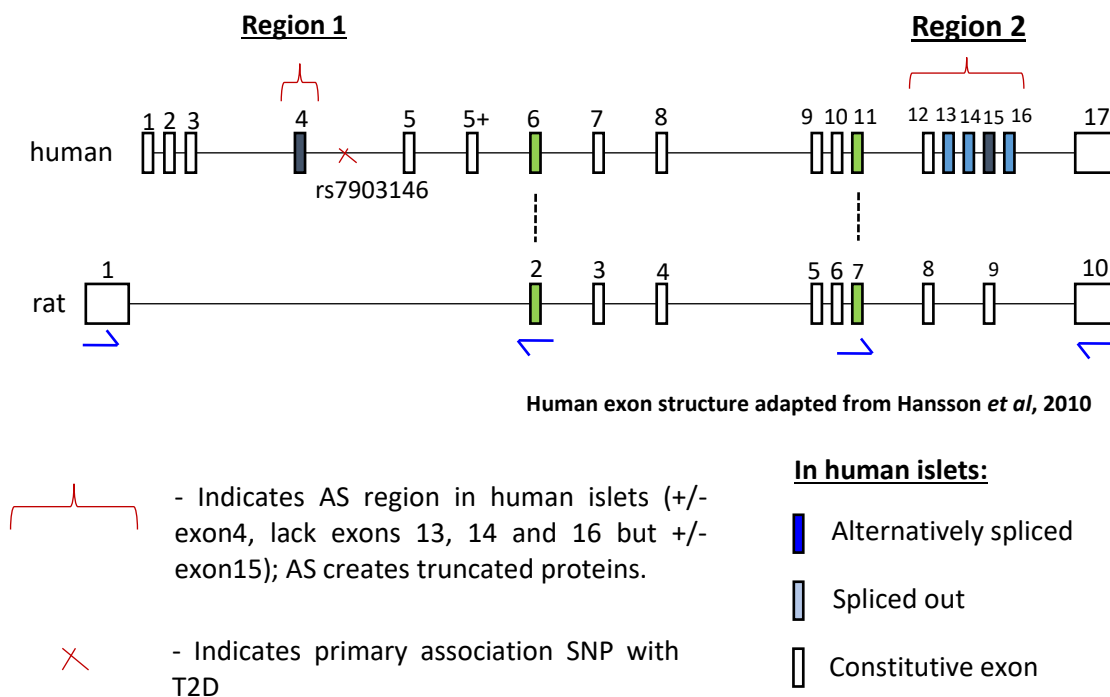 Region 1
Region 2
1 2 3 4 5 5+ 6 7 8 9 10 11 12 13 14 15 16 17
human
rs7903146
1 2 3 4 5 6 7 8 9 10
rat
Human exon structure adapted from Hansson et al, 2010
- Indicates AS region in human islets (+/-
exon4, lack exons 13, 14 and 16 but +/-
exon15); AS creates truncated proteins.
- Indicates primary association SNP with
T2D
In human islets:
Alternatively spliced
Spliced out
Constitutive exon